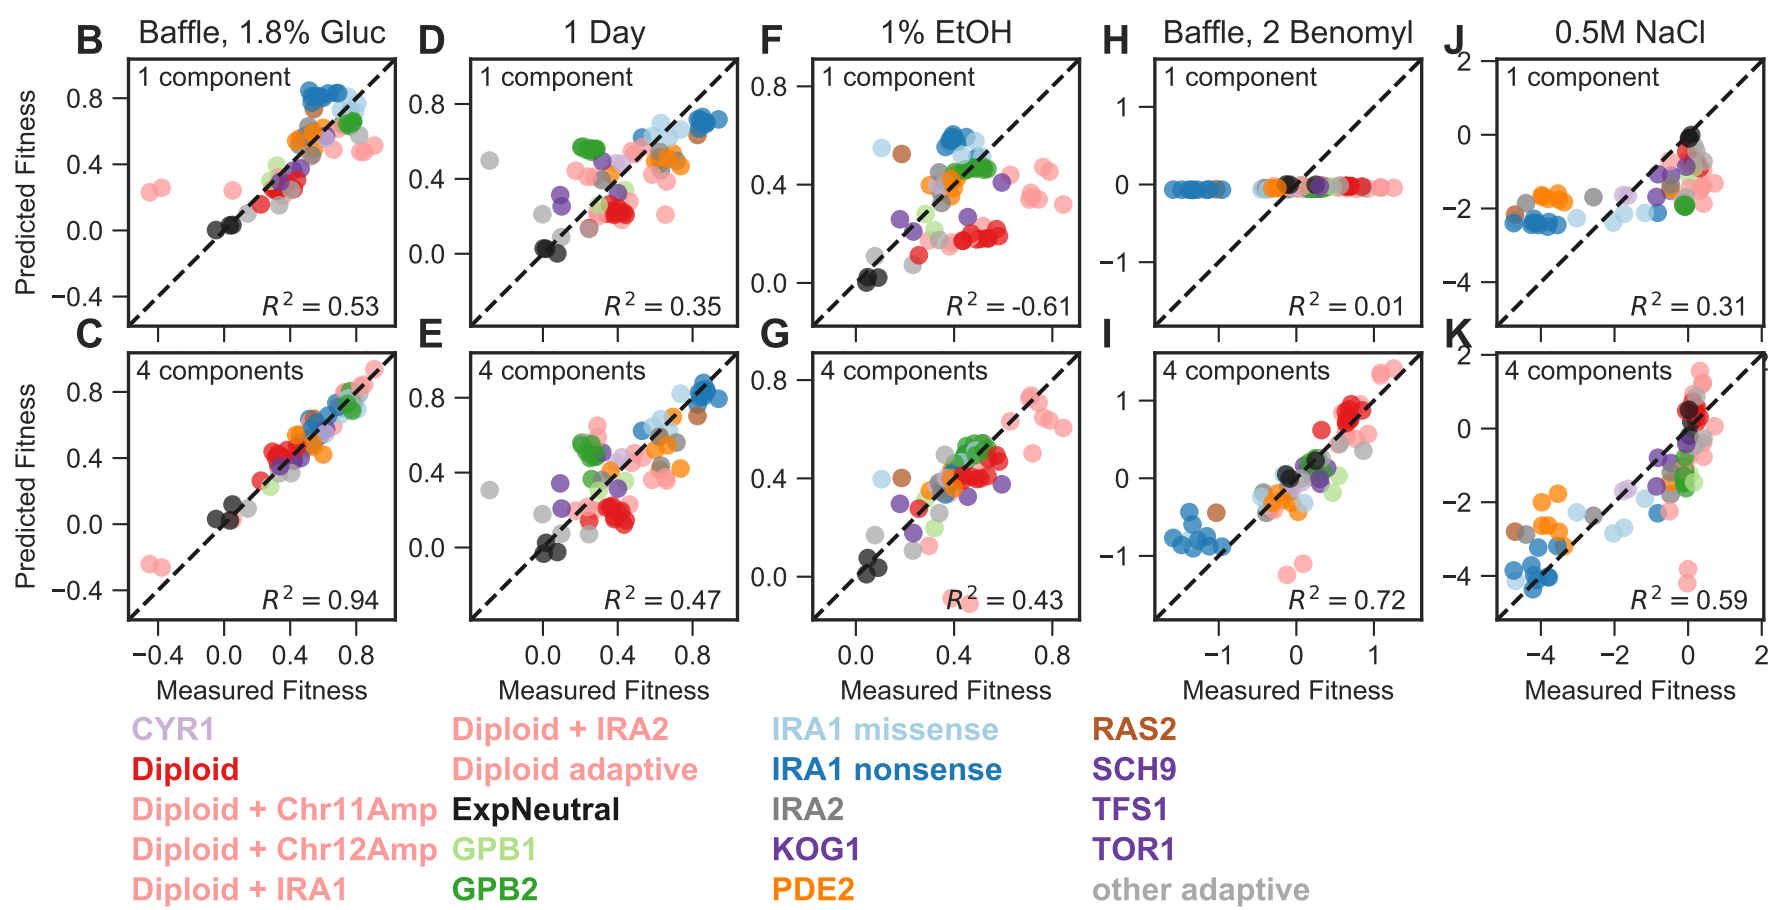 B Baffle, 1.8% Gluc D 1 Day F 1% EtOH H Baffle, 2 Benomyl J 0.5M NaCl
1 component 1 component 1 component 1 component 1 component
Predicted Fitness
0.8
0.4
0.0
−0.4
R² = 0.53
0.8
0.4
0.0
R² = 0.35
0.8
0.4
0.0
R² = -0.61
1
0
−1
R² = 0.01
2
0
−2
−4
R² = 0.31
C E G I K
4 components 4 components 4 components 4 components 4 components
Predicted Fitness
0.8
0.4
0.0
−0.4
R² = 0.94
0.8
0.4
0.0
R² = 0.47
0.8
0.4
0.0
R² = 0.43
1
0
−1
R² = 0.72
2
0
−2
−4
R² = 0.59
−0.4 0.0 0.4 0.8 0.0 0.4 0.8 0.0 0.4 0.8 −1 0 1 −4 −2 0 2
Measured Fitness Measured Fitness Measured Fitness Measured Fitness Measured Fitness
CYR1 Diploid + IRA2 IRA1 missense RAS2
Diploid Diploid adaptive IRA1 nonsense SCH9
Diploid + Chr11Amp ExpNeutral IRA2 TFS1
Diploid + Chr12Amp GPB1 KOG1 TOR1
Diploid + IRA1 GPB2 PDE2 other adaptive